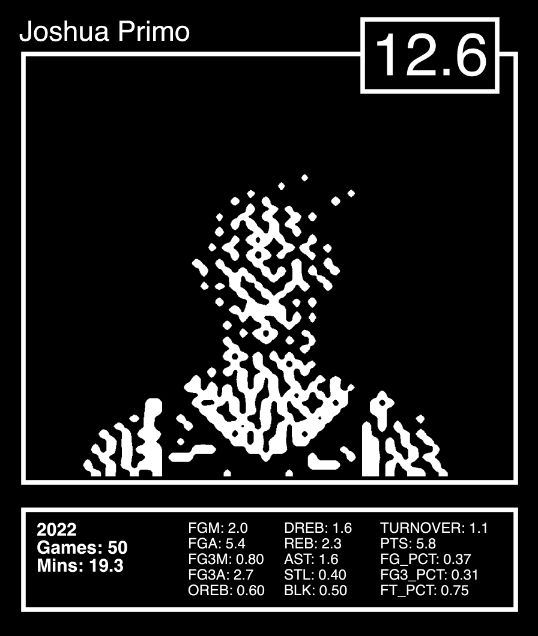 Joshua Primo
12.6
2022
Games: 50
Mins: 19.3
FGM: 2.0
FGA: 5.4
FG3M: 0.80
FG3A: 2.7
OREB: 0.60
DREB: 1.6
REB: 2.3
AST: 1.6
STL: 0.40
BLK: 0.50
TURNOVER: 1.1
PTS: 5.8
FG_PCT: 0.37
FG3_PCT: 0.31
FT_PCT: 0.75